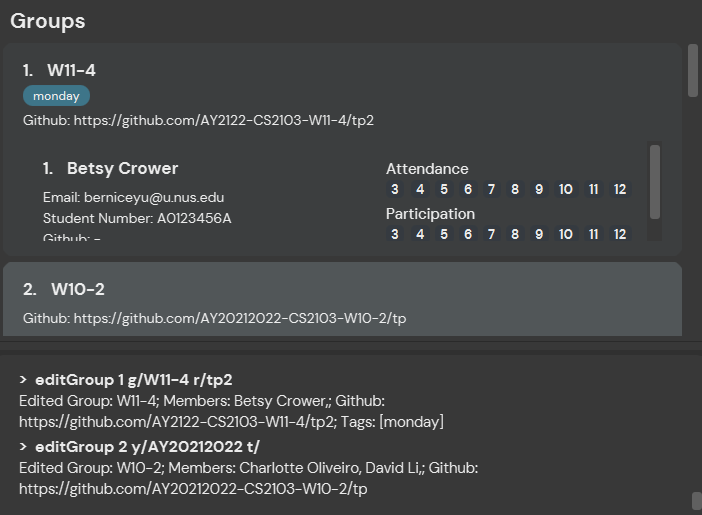 Groups
1. W11-4
monday
Github: https://github.com/AY2122-CS2103-W11-4/tp2
1. Betsy Crower
Email: berniceyu@u.nus.edu
Student Number: A0123456A
Github: -
Attendance
3 4 5 6 7 8 9 10 11 12
Participation
3 4 5 6 7 8 9 10 11 12
2. W10-2
Github: https://github.com/AY20212022-CS2103-W10-2/tp
> editGroup 1 g/W11-4 r/tp2
Edited Group: W11-4; Members: Betsy Crower,; Github:
https://github.com/AY2122-CS2103-W11-4/tp2; Tags: [monday]
> editGroup 2 y/AY20212022 t/
Edited Group: W10-2; Members: Charlotte Oliveiro, David Li,; Github:
https://github.com/AY20212022-CS2103-W10-2/tp